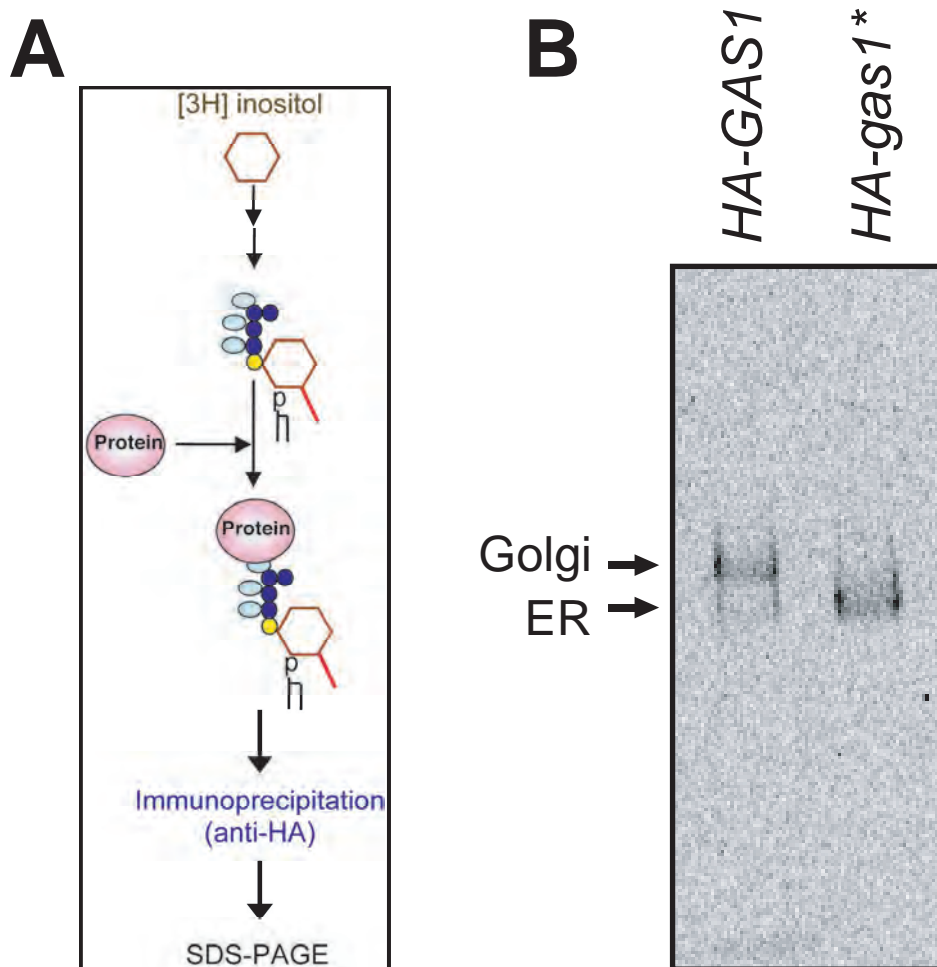 A
[3H] inositol
p
Protein
Protein
p
Immunoprecipitation
(anti-HA)
SDS-PAGE
B
HA-GAS1
HA-gas1*
Golgi
ER